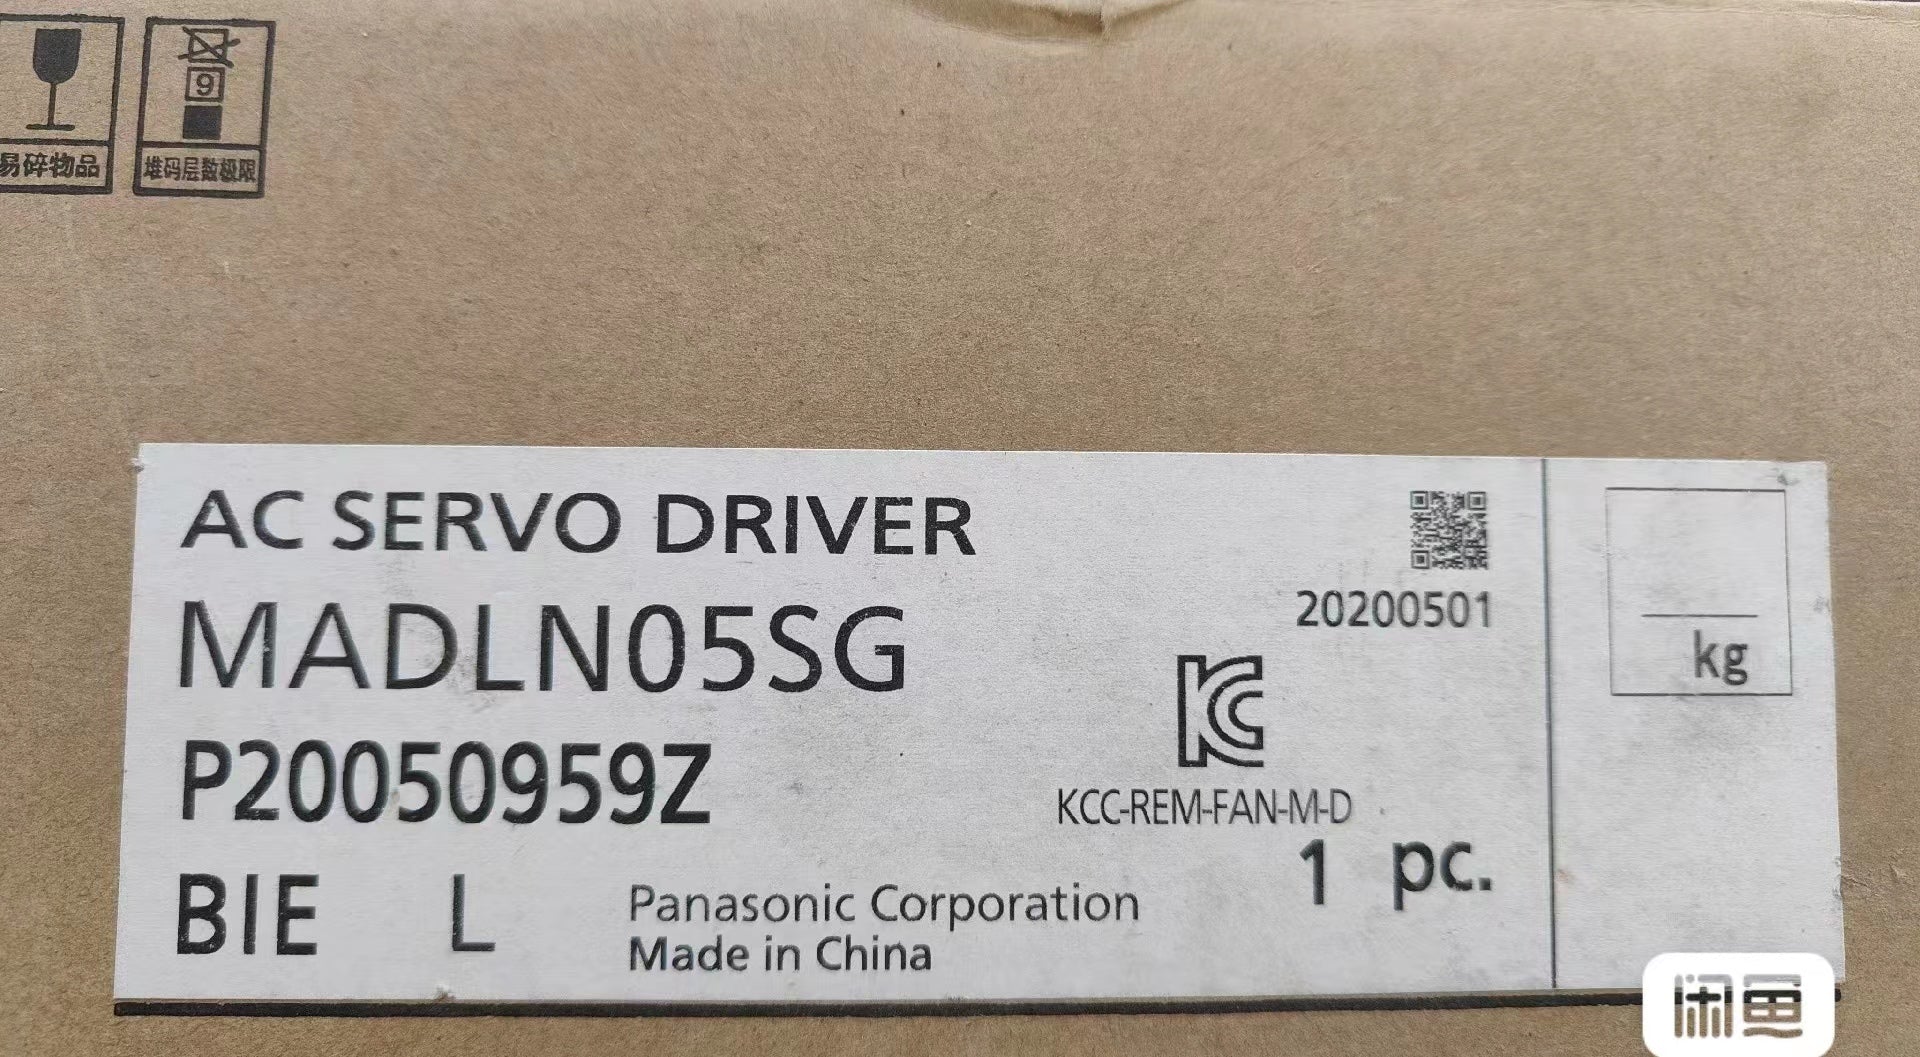 9
易碎物品
堆码层数极限
AC SERVO DRIVER
MADLN05SG
20200501
kg
P20050959Z
KCC-REM-FAN-M-D
1 pc.
BIE L
Panasonic Corporation
Made in China
闲鱼